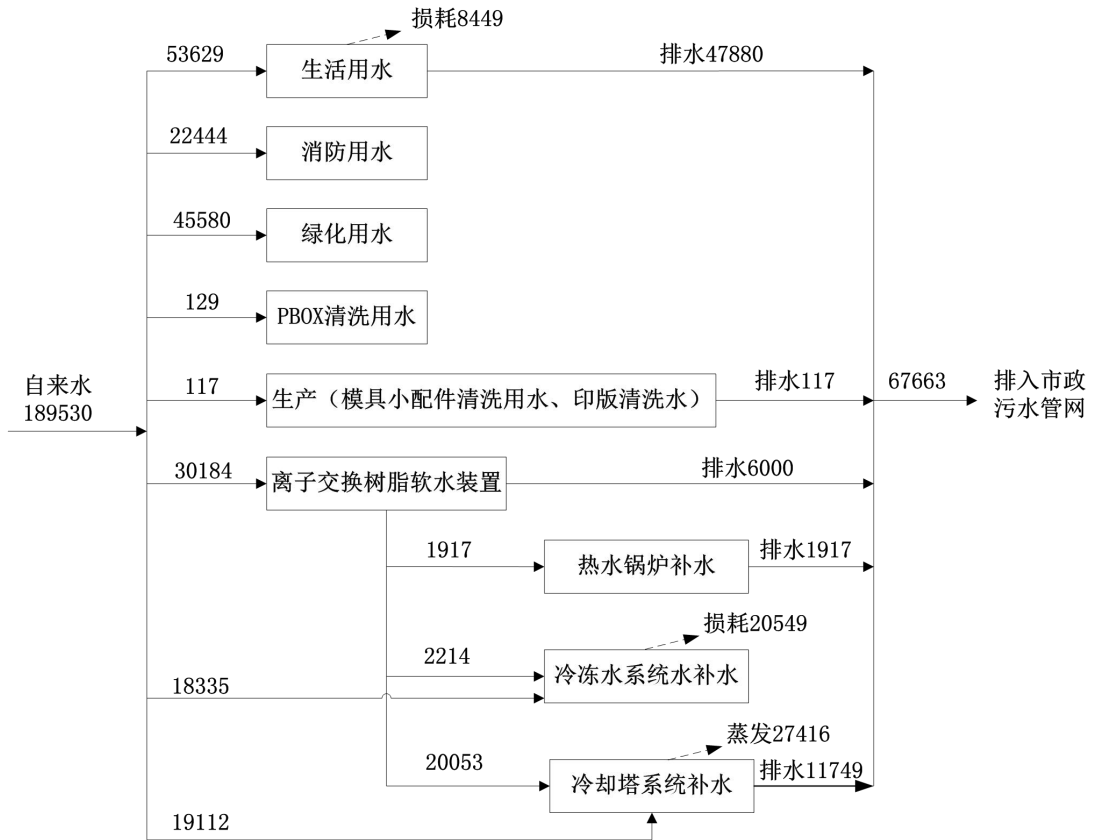 损耗8449
53629
生活用水
排水47880
22444
消防用水
45580
绿化用水
129
PBOX清洗用水
自来水
189530
117
生产（模具小配件清洗用水、印版清洗水）
排水117
67663
排入市政
污水管网
30184
离子交换树脂软水装置
排水6000
1917
热水锅炉补水
排水1917
损耗20549
2214
冷冻水系统水补水
18335
蒸发27416
20053
冷却塔系统补水
排水11749
19112